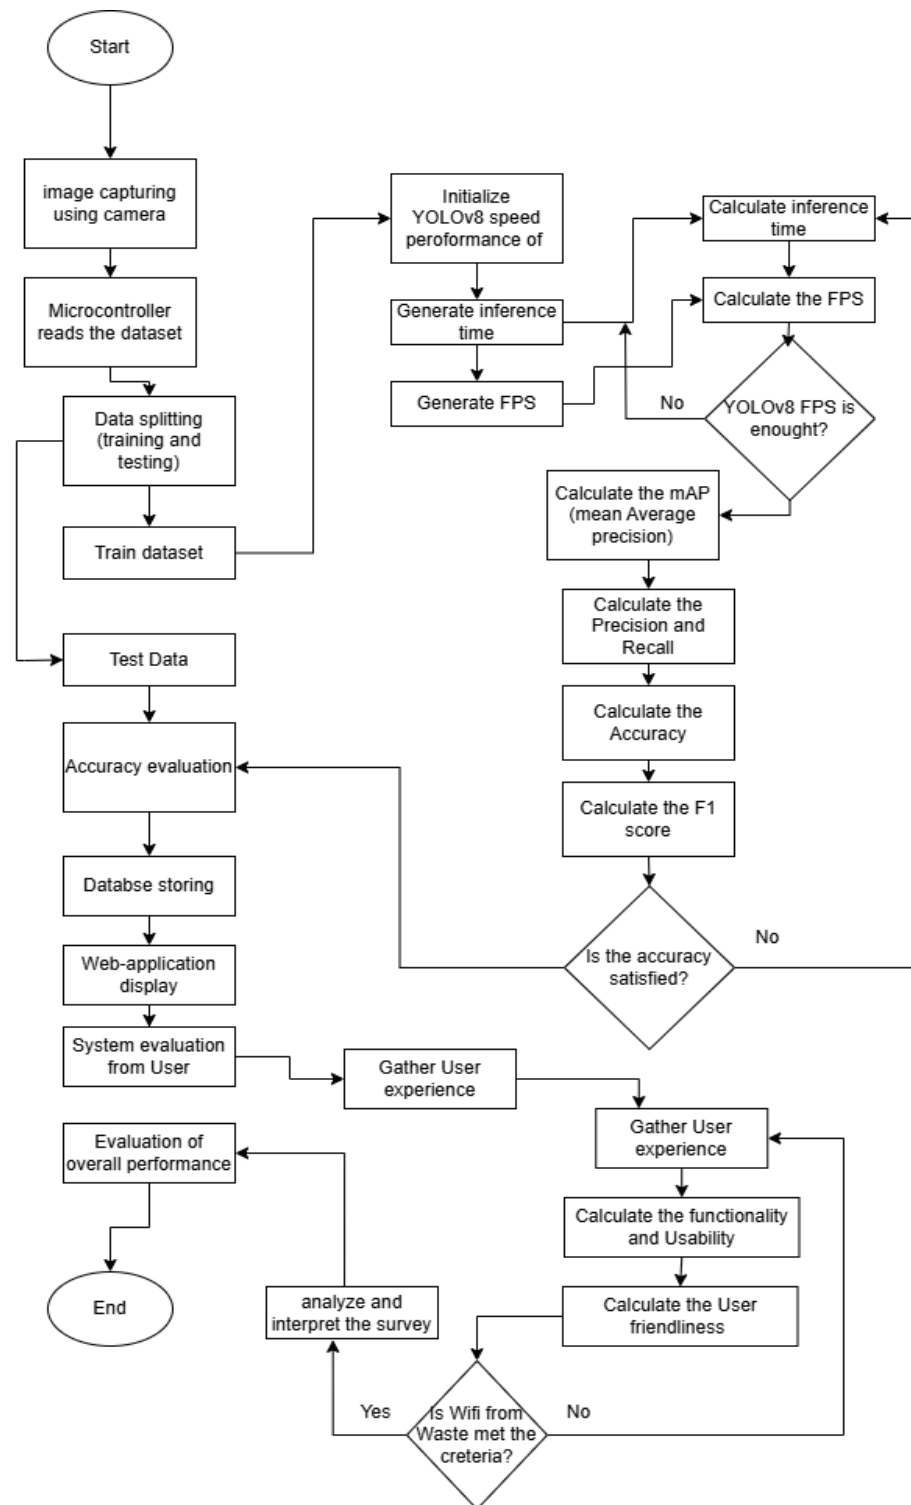 Start
image capturing
using camera
Microcontroller
reads the dataset
Data splitting
(training and
testing)
Train dataset
Initialize
YOLOv8 speed
peroformance of
Generate inference
time
Generate FPS
Calculate inference
time
Calculate the FPS
No
YOLOv8 FPS is
enought?
Calculate the mAP
(mean Average
precision)
Calculate the
Precision and
Recall
Calculate the
Accuracy
Calculate the F1
score
Is the accuracy
satisfied?
No
Test Data
Accuracy evaluation
Databse storing
Web-application
display
System evaluation
from User
Gather User
experience
Gather User
experience
Calculate the functionality
and Usability
Calculate the User
friendliness
Is Wifi from
Waste met the
creteria?
Yes
No
analyze and
interpret the survey
Evaluation of
overall performance
End